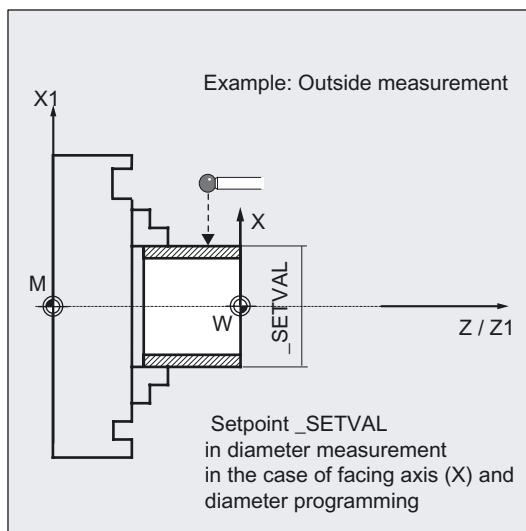 Example: Outside measurement
X1
X
M
W
_SETVAL
Z / Z1
Setpoint _SETVAL
in diameter measurement
in the case of facing axis (X) and
diameter programming